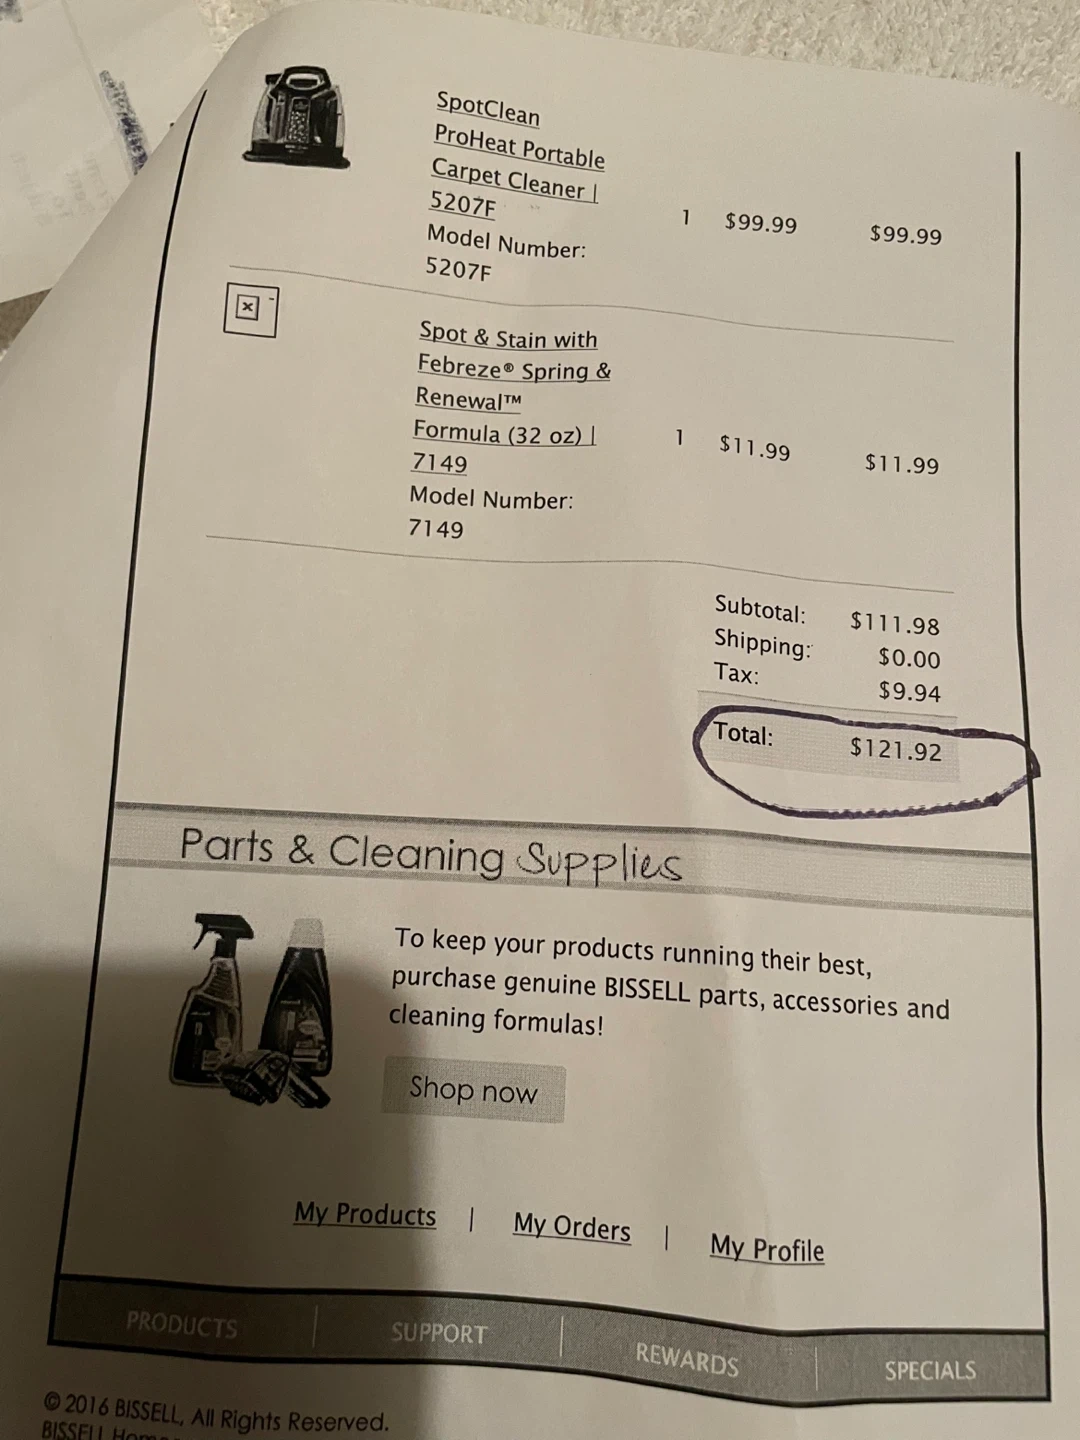 SpotClean
ProHeat Portable
Carpet Cleaner |
5207F
Model Number:
5207F
1 $99.99 $99.99
Spot & Stain with
Febreze® Spring &
Renewal™
Formula (32 oz) |
7149
Model Number:
7149
1 $11.99 $11.99
Subtotal: $111.98
Shipping: $0.00
Tax: $9.94
Total: $121.92
Parts & Cleaning Supplies
To keep your products running their best,
purchase genuine BISSELL parts, accessories and
cleaning formulas!
Shop now
My Products | My Orders | My Profile
PRODUCTS | SUPPORT | REWARDS | SPECIALS
© 2016 BISSELL, All Rights Reserved.
BISSELL